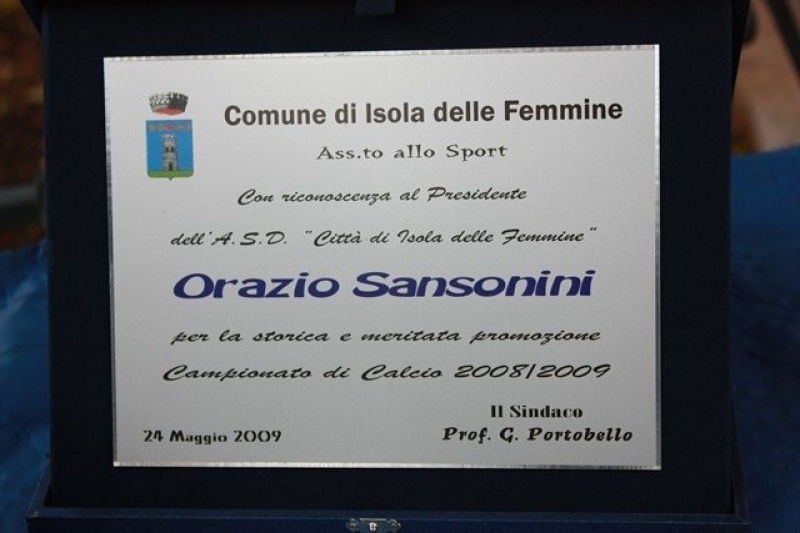 Comune di Isola delle Femmine
Ass.to allo Sport
Con riconoscenza al Presidente
dell'A.S.D. "Città di Isola delle Femmine"
Orazio Sansonini
per la storica e meritata promozione
Campionato di Calcio 2008/2009
Il Sindaco
24 Maggio 2009
Prof. G. Portobello